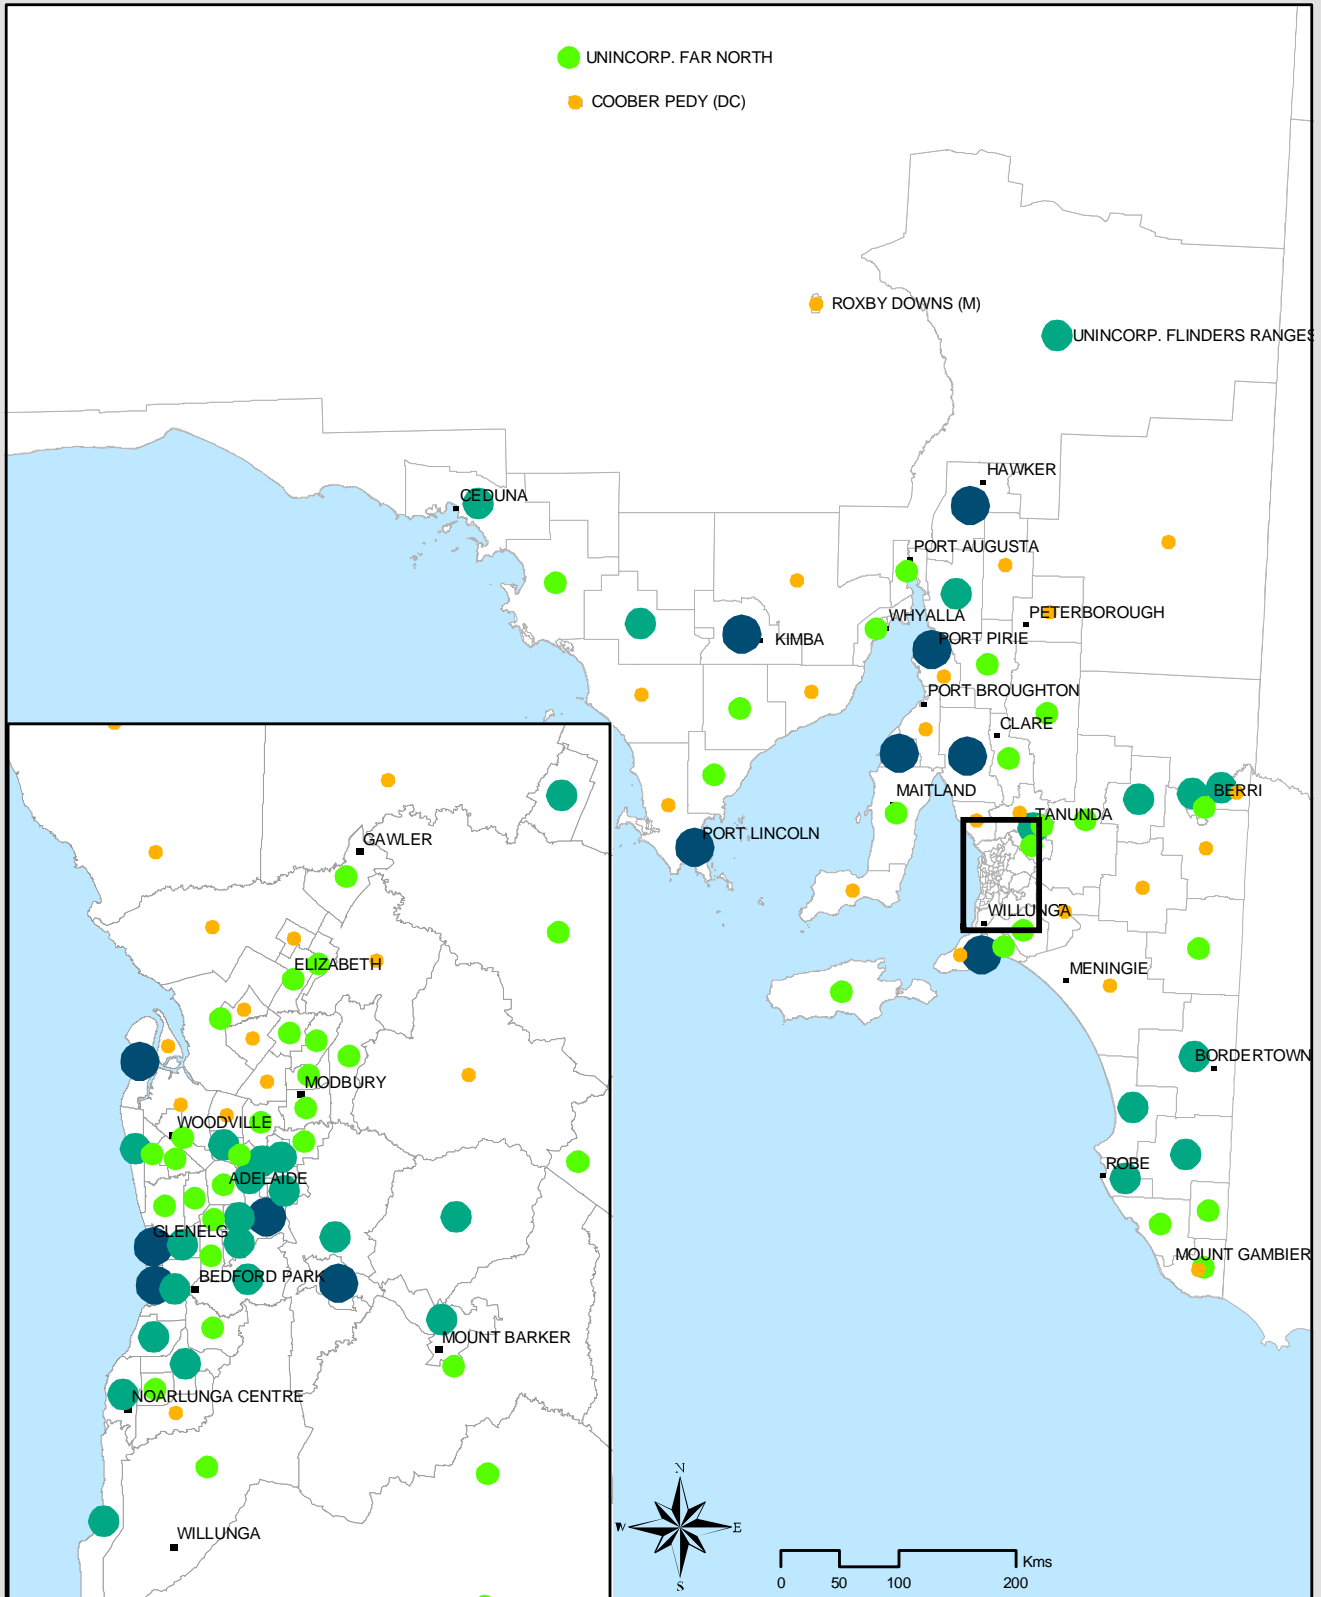 UNINCORP. FAR NORTH
COOBER PEDY (DC)
ROXBY DOWNS (M)
UNINCORP. FLINDERS RANGES
HAWKER
CEDUNA
PORT AUGUSTA
PETERBOROUGH
WHYALLA
KIMBA
PORT PIRIE
PORT BROUGHTON
CLARE
MAITLAND
BERRI
TANUNDA
PORT LINCOLN
WILLUNGA
MENINGIE
BORDERTOWN
ROBE
MOUNT GAMBIER
GAWLER
ELIZABETH
MODBURY
WOODVILLE
ADELAIDE
GLENELG
BEDFORD PARK
MOUNT BARKER
NOARLUNGA CENTRE
WILLUNGA
N
W E
S
Kms
0 50 100 200